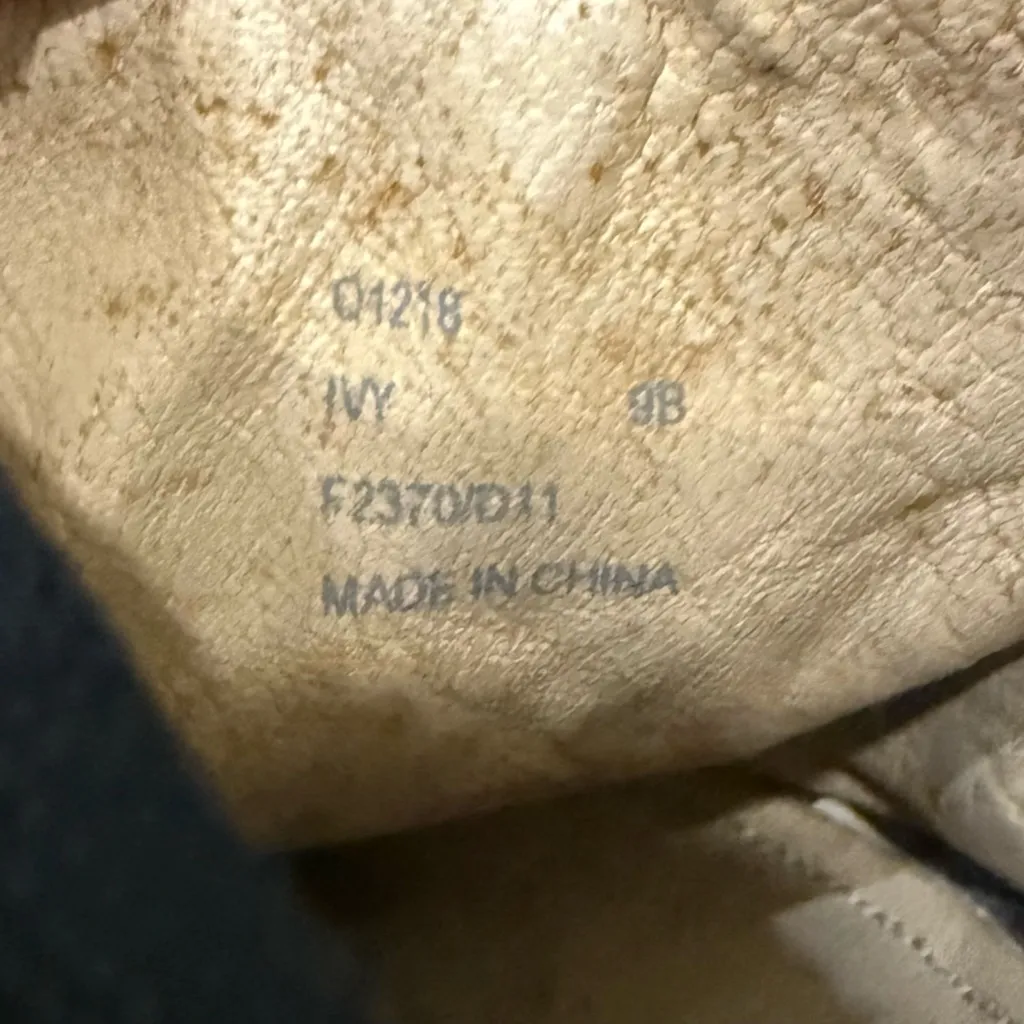 Q1218
IVY 9B
F2370/D11
MADE IN CHINA